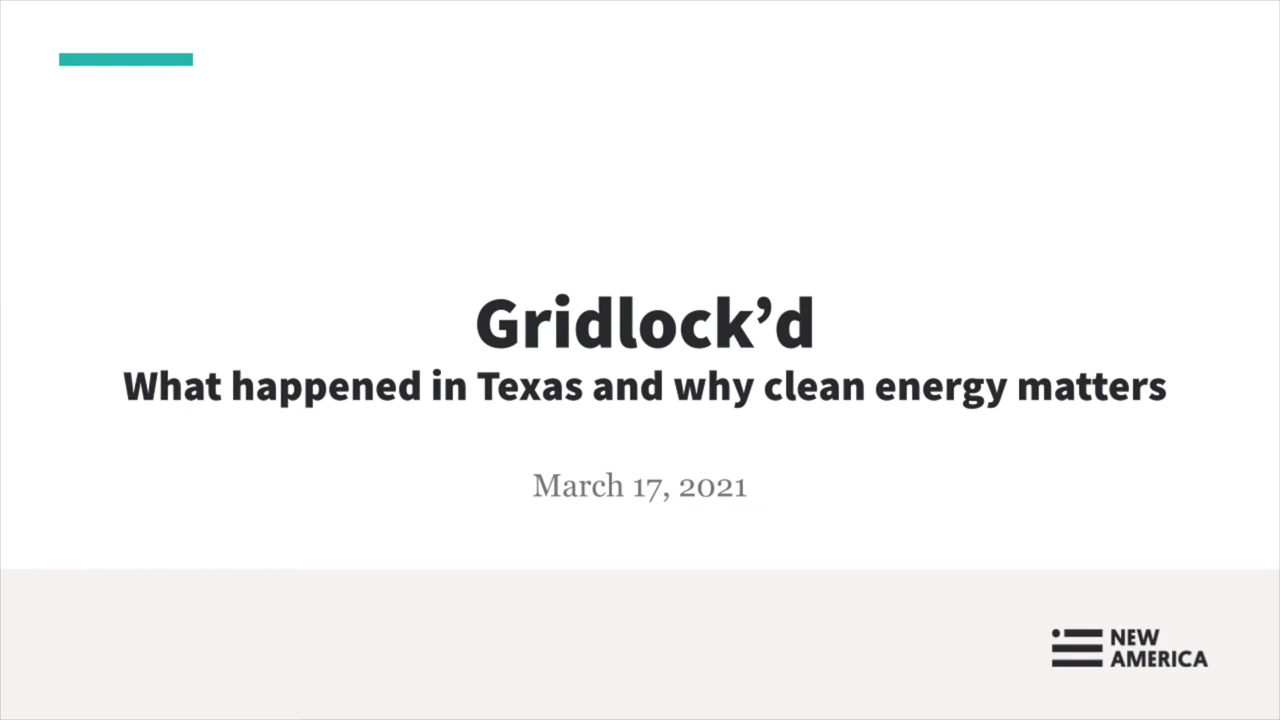 Gridlock’d
What happened in Texas and why clean energy matters
March 17, 2021
NEW
AMERICA